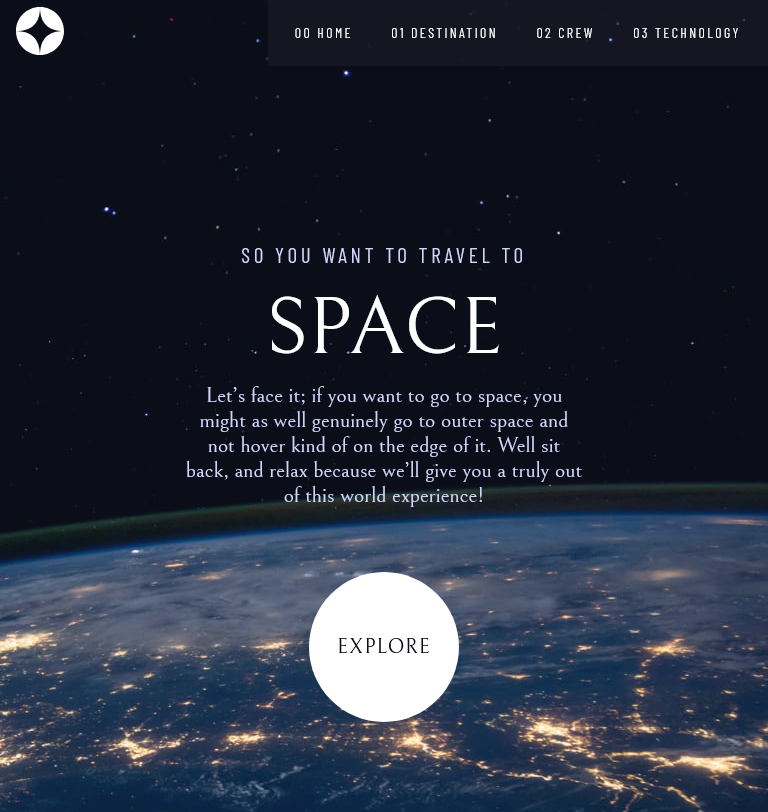 00 HOME 01 DESTINATION 02 CREW 03 TECHNOLOGY
SO YOU WANT TO TRAVEL TO
SPACE
Let’s face it; if you want to go to space, you
might as well genuinely go to outer space and
not hover kind of on the edge of it. Well sit
back, and relax because we’ll give you a truly out
of this world experience!
EXPLORE